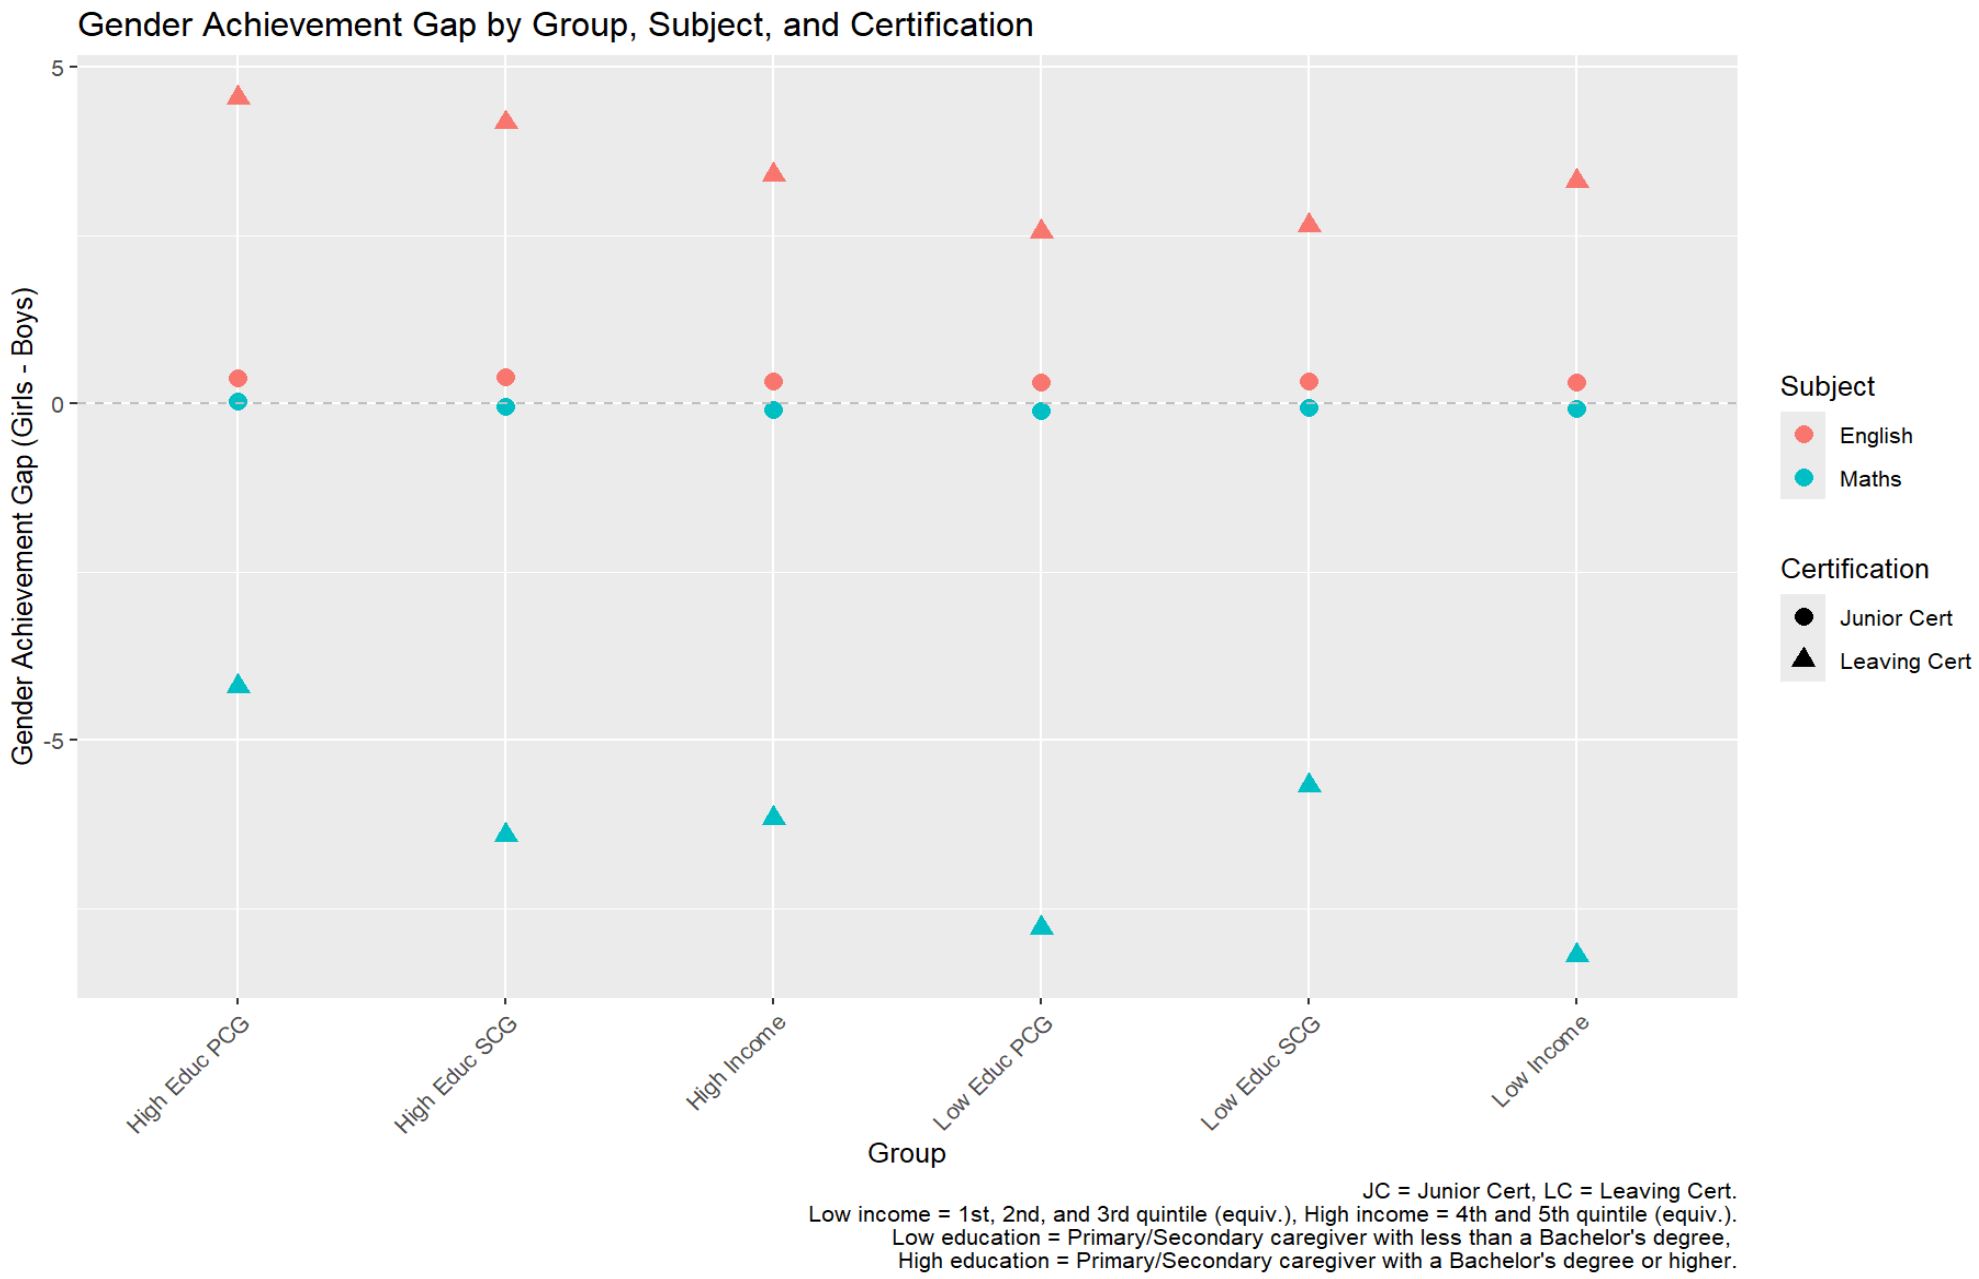 Gender Achievement Gap by Group, Subject, and Certification
Gender Achievement Gap (Girls - Boys)
5
0
-5
High Educ PCG
High Educ SCG
High Income
Low Educ PCG
Low Educ SCG
Low Income
Group
Subject
English
Maths
Certification
Junior Cert
Leaving Cert
JC = Junior Cert, LC = Leaving Cert.
Low income = 1st, 2nd, and 3rd quintile (equiv.), High income = 4th and 5th quintile (equiv.).
Low education = Primary/Secondary caregiver with less than a Bachelor's degree,
High education = Primary/Secondary caregiver with a Bachelor's degree or higher.